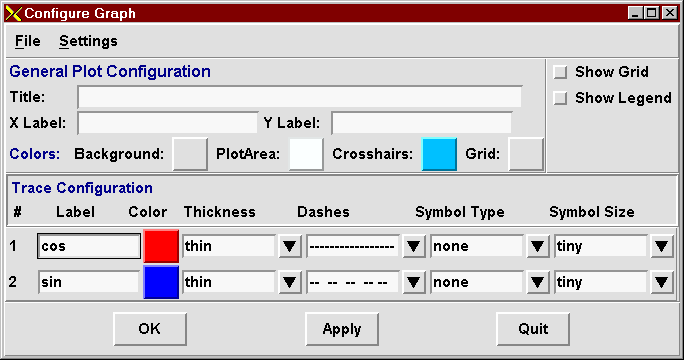 Configure Graph
File Settings
General Plot Configuration
Show Grid
Title:
Show Legend
X Label: Y Label:
Colors: Background: PlotArea: Crosshairs: Grid:
Trace Configuration
# Label Color Thickness Dashes Symbol Type Symbol Size
1 cos thin ----------------- none tiny
2 sin thin -- -- -- -- -- none tiny
OK Apply Quit